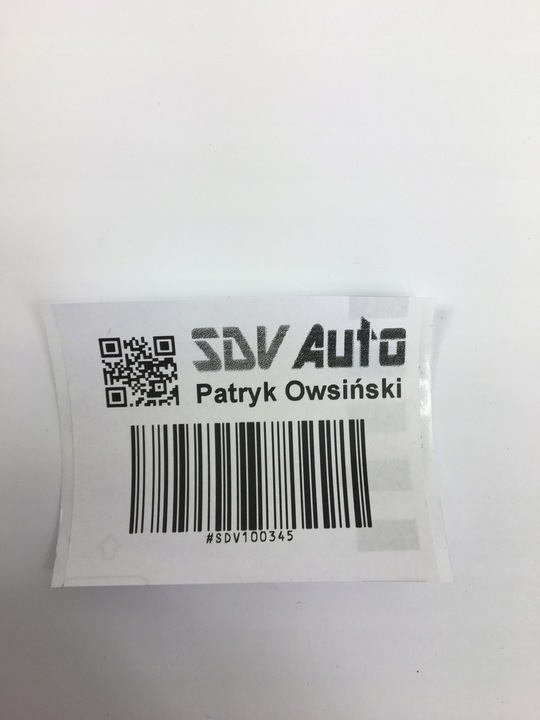 SDV Auto
Patryk Owsiński
#SDV100345